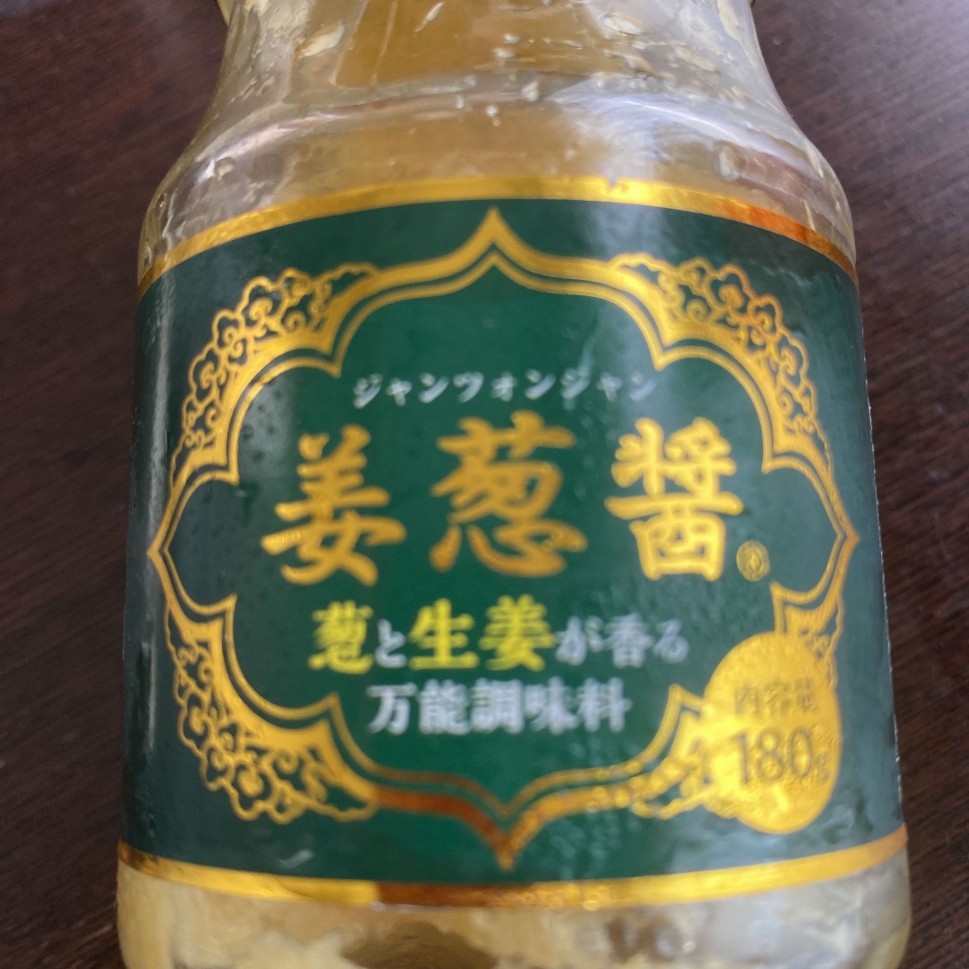 ジャンツォンジャン
姜葱醤
葱と生姜が香る
万能調味料
内容量
180g